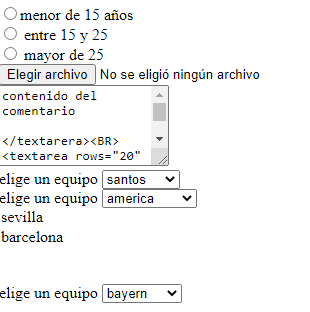 menor de 15 años
entre 15 y 25
mayor de 25
Elegir archivo No se eligió ningún archivo
contenido del
comentario
</textarera><BR>
<textarea rows="20"
elige un equipo santos
elige un equipo america
sevilla
barcelona
elige un equipo bayern